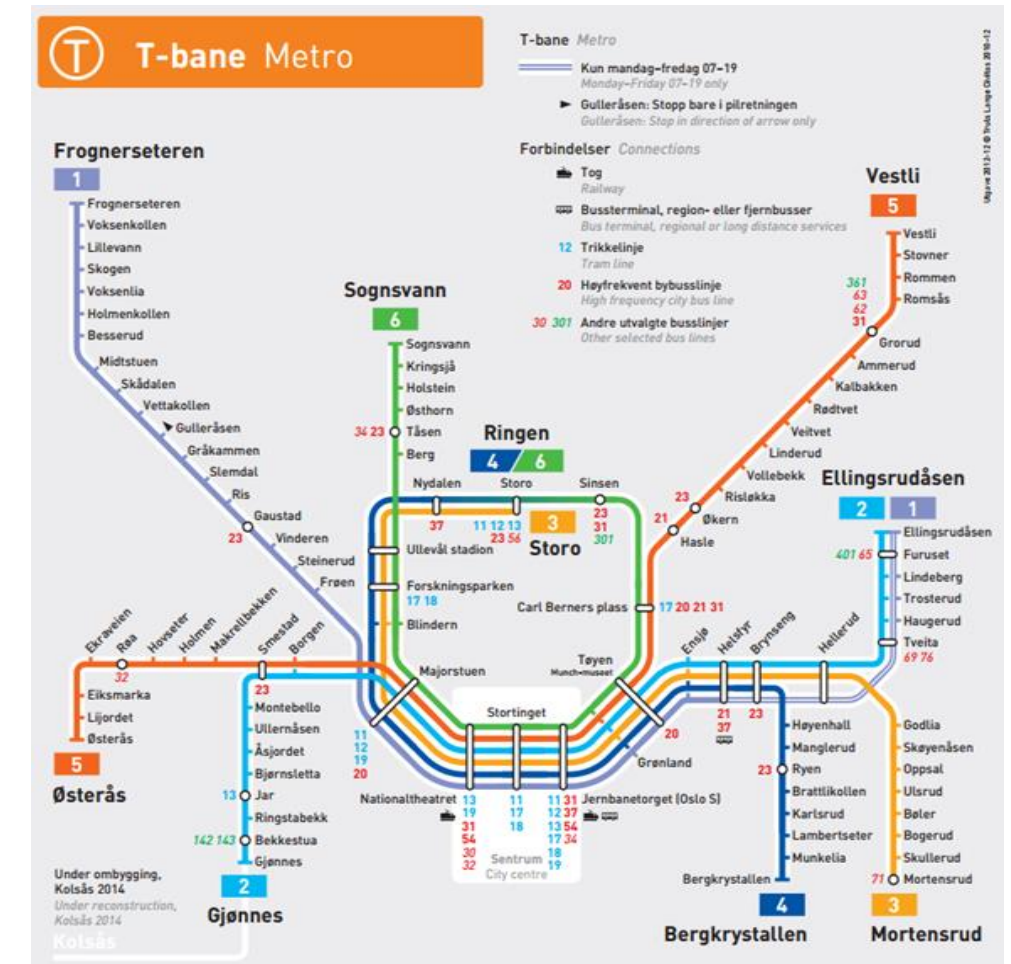 T T-bane Metro
T-bane Metro
Kun mandag–fredag 07–19
Monday–Friday 07–19 only
Gulleråsen: Stopp bare i pilretningen
Gulleråsen: Stop in direction of arrow only
Forbindelser Connections
Tog
Railway
Bussterminal, region- eller fjernbusser
Bus terminal, regional or long distance services
12 Trikkelinje
Tram line
20 Høyfrekvent bybusslinje
High frequency city bus line
30 301 Andre utvalgte busslinjer
Other selected bus lines
Utgave 2012-12 © Truls Lange Civitas 2010–12
Frognerseteren
1
Frognerseteren
Voksenkollen
Lillevann
Skogen
Voksenlia
Holmenkollen
Besserud
Midtstuen
Skådalen
Vettakollen
Gulleråsen
Gråkammen
Slemdal
Ris
Gaustad
23
Vinderen
Steinerud
Frøen
Sognsvann
6
Sognsvann
Kringsjå
Holstein
Østhorn
34 23 Tåsen
Berg
Ringen
4/6
Nydalen
37
Storo
11 12 13
23 56
3
Storo
Sinsen
23
31
301
Ullevål stadion
Forskningsparken
17 18
Blindern
Majorstuen
11
12
19
20
Vestli
5
Vestli
Stovner
Rommen
Romsås
361
63
62
31
Grorud
Ammerud
Kalbakken
Rødtvet
Veitvet
Linderud
Vollebekk
Risløkka
23
Økern
21
Hasle
Carl Berners plass 17 20 21 31
Tøyen
Munch-museet
20
Grønland
Ellingsrudåsen
2 1
Ellingsrudåsen
401 65 Furuset
Lindeberg
Trosterud
Haugerud
Tveita
69 76
Ensjø
Helsfyr
21
37
Brynseng
23
Hellerud
Ekraveien
Røa
32
Hovseter
Holmen
Makrellbekken
Smestad
23
Borgen
Eiksmarka
Lijordet
Østerås
5
Østerås
Montebello
Ullernåsen
Åsjordet
Bjørnsletta
13 Jar
Ringstabekk
142 143 Bekkestua
Gjønnes
2
Gjønnes
Under ombygging,
Kolsås 2014
Under reconstruction,
Kolsås 2014
Kolsås
Stortinget
11
17
18
Nationaltheatret 13
19
31
54
30
32
Jernbanetorget (Oslo S)
11 31
12 37
13 54
17 34
18
19
Sentrum
City centre
Høyenhall
Manglerud
23 Ryen
Brattlikollen
Karlsrud
Lambertseter
Munkelia
Bergkrystallen
4
Bergkrystallen
Godlia
Skøyenåsen
Oppsal
Ulsrud
Bøler
Bogerud
Skullerud
71 Mortensrud
3
Mortensrud